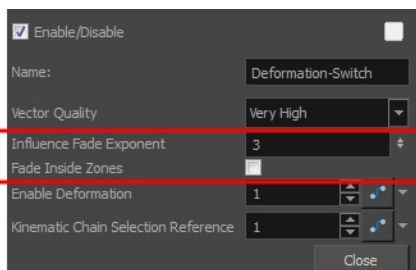 Enable/Disable
Name: Deformation-Switch
Vector Quality Very High
Influence Fade Exponent 3
Fade Inside Zones
Enable Deformation 1
Kinematic Chain Selection Reference 1
Close